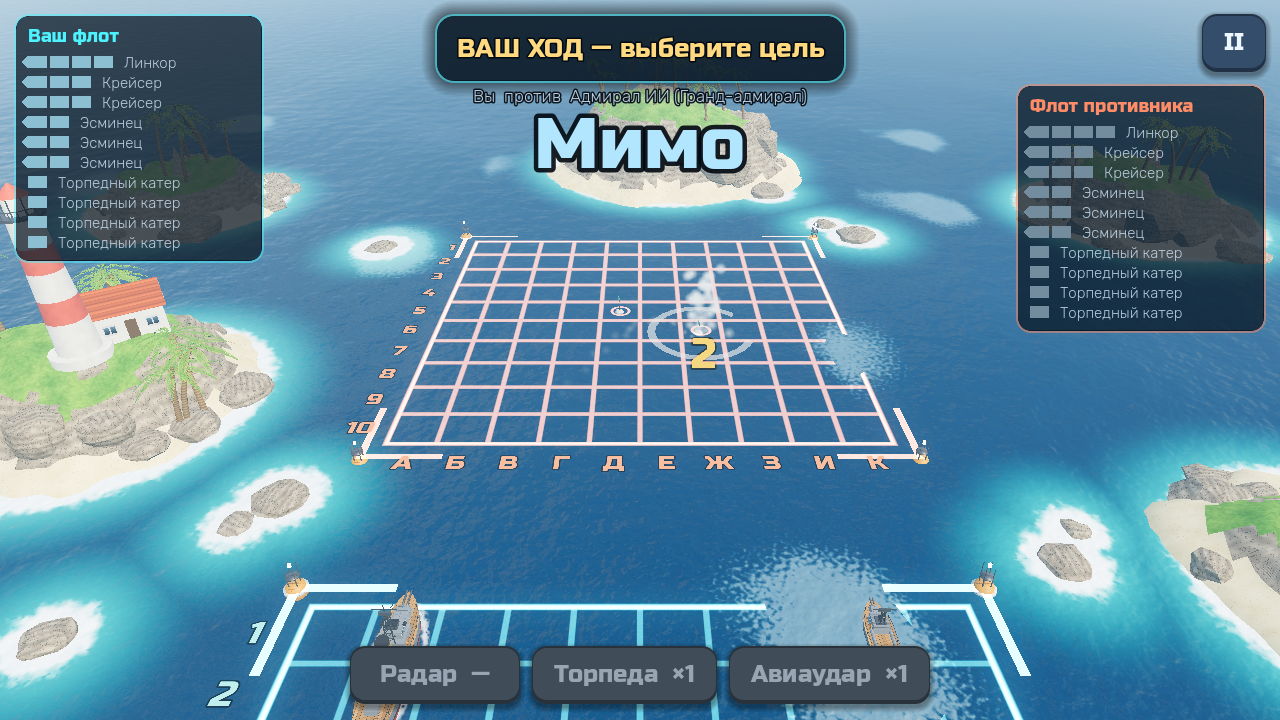 Ваш флот
Линкор
Крейсер
Крейсер
Эсминец
Эсминец
Эсминец
Торпедный катер
Торпедный катер
Торпедный катер
Торпедный катер
ВАШ ХОД — выберите цель
Вы против Адмирал ИИ (Гранд-адмирал)
Мимо
II
Флот противника
Линкор
Крейсер
Крейсер
Эсминец
Эсминец
Эсминец
Торпедный катер
Торпедный катер
Торпедный катер
Торпедный катер
1
2
3
4
5
6
7
8
9
10
2
А Б В Г Д Е Ж З И К
1
2
Радар —
Торпеда ×1
Авиаудар ×1